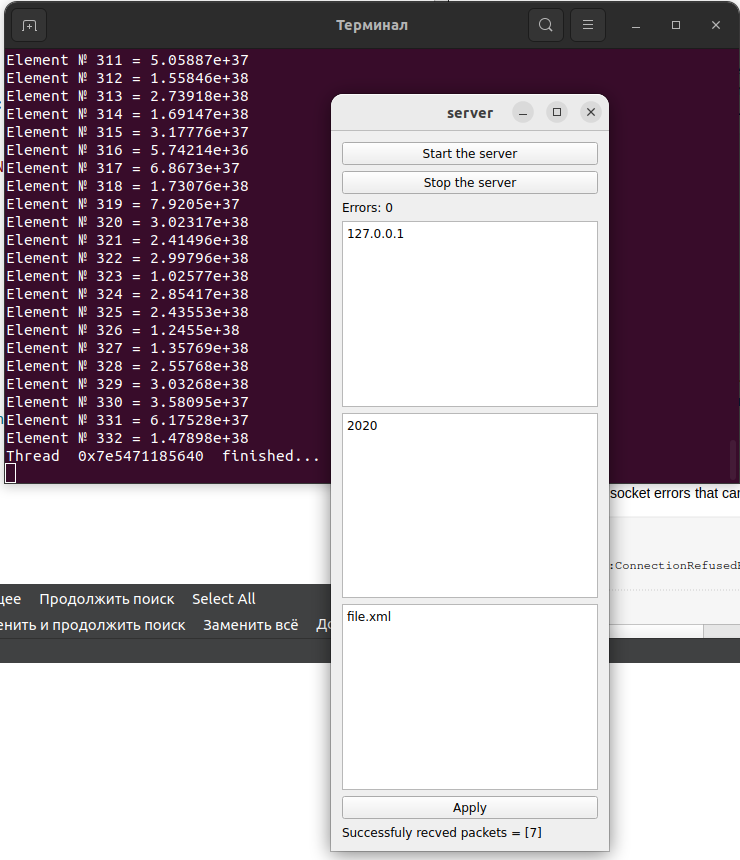 Терминал
Element № 311 = 5.05887e+37
Element № 312 = 1.55846e+38
Element № 313 = 2.73918e+38
Element № 314 = 1.69147e+38
Element № 315 = 3.17776e+37
Element № 316 = 5.74214e+36
Element № 317 = 6.8673e+37
Element № 318 = 1.73076e+38
Element № 319 = 7.9205e+37
Element № 320 = 3.02317e+38
Element № 321 = 2.41496e+38
Element № 322 = 2.99796e+38
Element № 323 = 1.02577e+38
Element № 324 = 2.85417e+38
Element № 325 = 2.43553e+38
Element № 326 = 1.2455e+38
Element № 327 = 1.35769e+38
Element № 328 = 2.55768e+38
Element № 329 = 3.03268e+38
Element № 330 = 3.58095e+37
Element № 331 = 6.17528e+37
Element № 332 = 1.47898e+38
Thread  0x7e5471185640  finished...
server
Start the server
Stop the server
Errors: 0
127.0.0.1
2020
file.xml
Apply
Successfuly recved packets = [7]
socket errors that can
:ConnectionRefused
щее Продолжить поиск Select All
енить и продолжить поиск Заменить всё